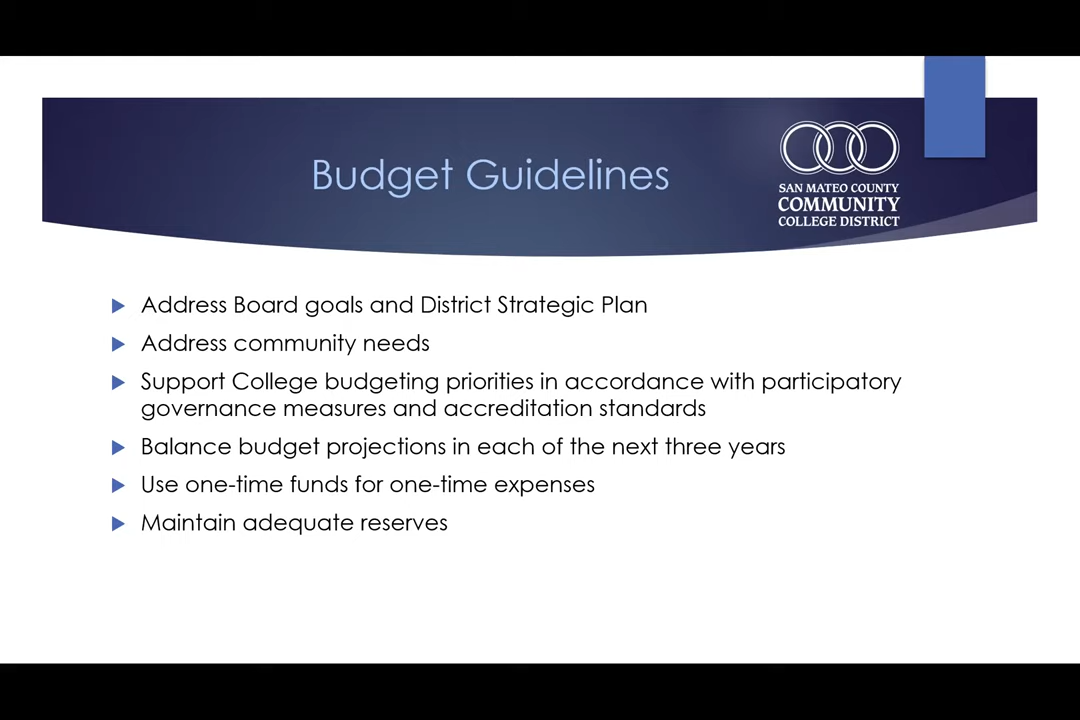 Budget Guidelines
SAN MATEO COUNTY
COMMUNITY
COLLEGE DISTRICT
Address Board goals and District Strategic Plan
Address community needs
Support College budgeting priorities in accordance with participatory
governance measures and accreditation standards
Balance budget projections in each of the next three years
Use one-time funds for one-time expenses
Maintain adequate reserves